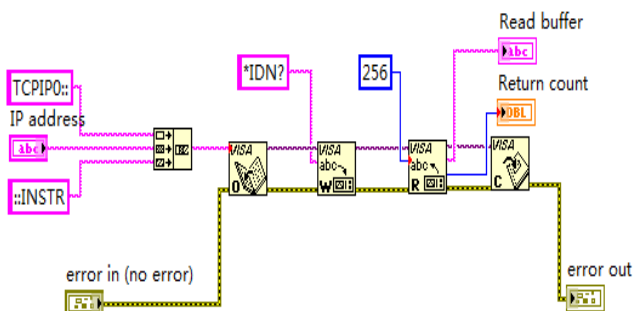 Read buffer
abc
TCPIP0::
*IDN?
256
Return count
DBL
IP address
abc
VISA
O
VISA
abc
W
VISA
abc
R
VISA
C
::INSTR
error in (no error)
error out